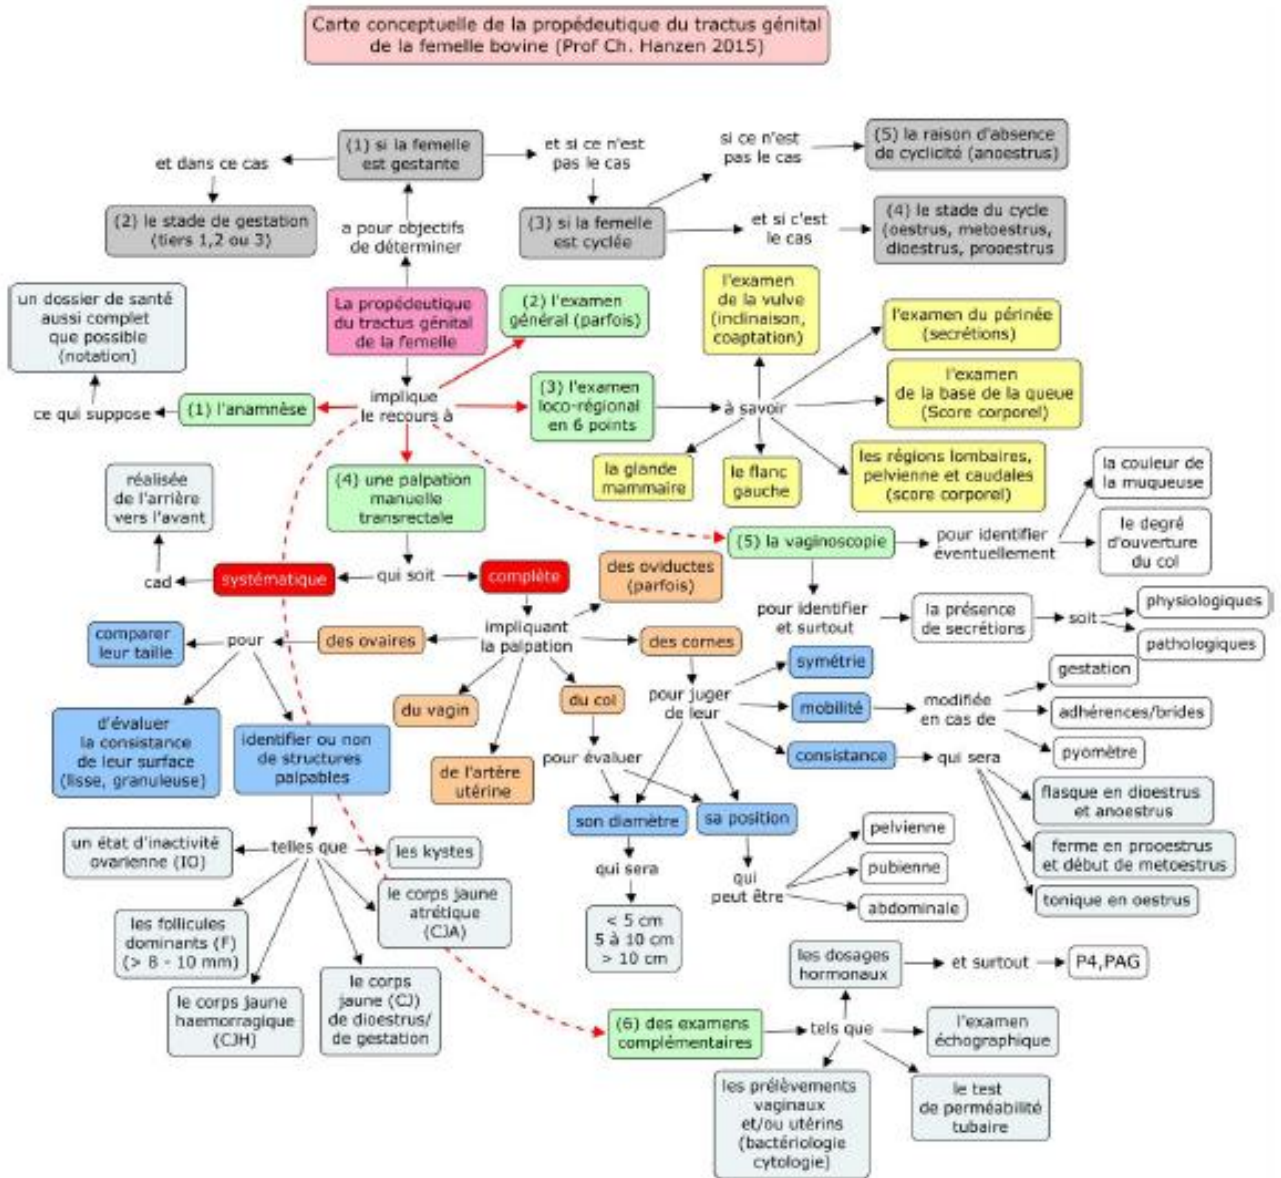 Carte conceptuelle de la propédeutique du tractus génital
de la femelle bovine (Prof Ch. Hanzen 2015)
(1) si la femelle
est gestante
et dans ce cas
(2) le stade de gestation
(tiers 1,2 ou 3)
et si ce n'est
pas le cas
(3) si la femelle
est cyclée
si ce n'est
pas le cas
(5) la raison d'absence
de cyclicité (anoestrus)
et si c'est
le cas
(4) le stade du cycle
(oestrus, metoestrus,
dioestrus, prooestrus
a pour objectifs
de déterminer
La propédeutique
du tractus génital
de la femelle
implique
le recours à
(1) l'anamnèse
ce qui suppose
un dossier de santé
aussi complet
que possible
(notation)
(2) l'examen
général (parfois)
(3) l'examen
loco-régional
en 6 points
à savoir
l'examen
de la vulve
(inclinaison,
coaptation)
l'examen du périnée
(secrétions)
l'examen
de la base de la queue
(Score corporel)
les régions lombaires,
pelvienne et caudales
(score corporel)
le flanc
gauche
la glande
mammaire
(4) une palpation
manuelle
transrectale
qui soit
systématique
cad
réalisée
de l'arrière
vers l'avant
complète
impliquant
la palpation
des oviductes
(parfois)
des ovaires
pour
comparer
leur taille
d'évaluer
la consistance
de leur surface
(lisse, granuleuse)
identifier ou non
de structures
palpables
telles que
un état d'inactivité
ovarienne (IO)
les follicules
dominants (F)
(> 8 - 10 mm)
le corps jaune
haemorragique
(CJH)
le corps
jaune (CJ)
de dioestrus/
de gestation
le corps jaune
atrétique
(CJA)
les kystes
du vagin
de l'artère
utérine
du col
pour évaluer
des cornes
pour juger
de leur
symétrie
mobilité
modifiée
en cas de
gestation
adhérences/brides
pyomètre
consistance
qui sera
flasque en dioestrus
et anoestrus
ferme en prooestrus
et début de metoestrus
tonique en oestrus
son diamètre
qui sera
< 5 cm
5 à 10 cm
> 10 cm
sa position
qui
peut être
pelvienne
pubienne
abdominale
(5) la vaginoscopie
pour identifier
éventuellement
la couleur de
la muqueuse
le degré
d'ouverture
du col
pour identifier
et surtout
la présence
de secrétions
soit
physiologiques
pathologiques
(6) des examens
complémentaires
tels que
les dosages
hormonaux
et surtout
P4,PAG
l'examen
échographique
le test
de perméabilité
tubaire
les prélèvements
vaginaux
et/ou utérins
(bactériologie
cytologie)